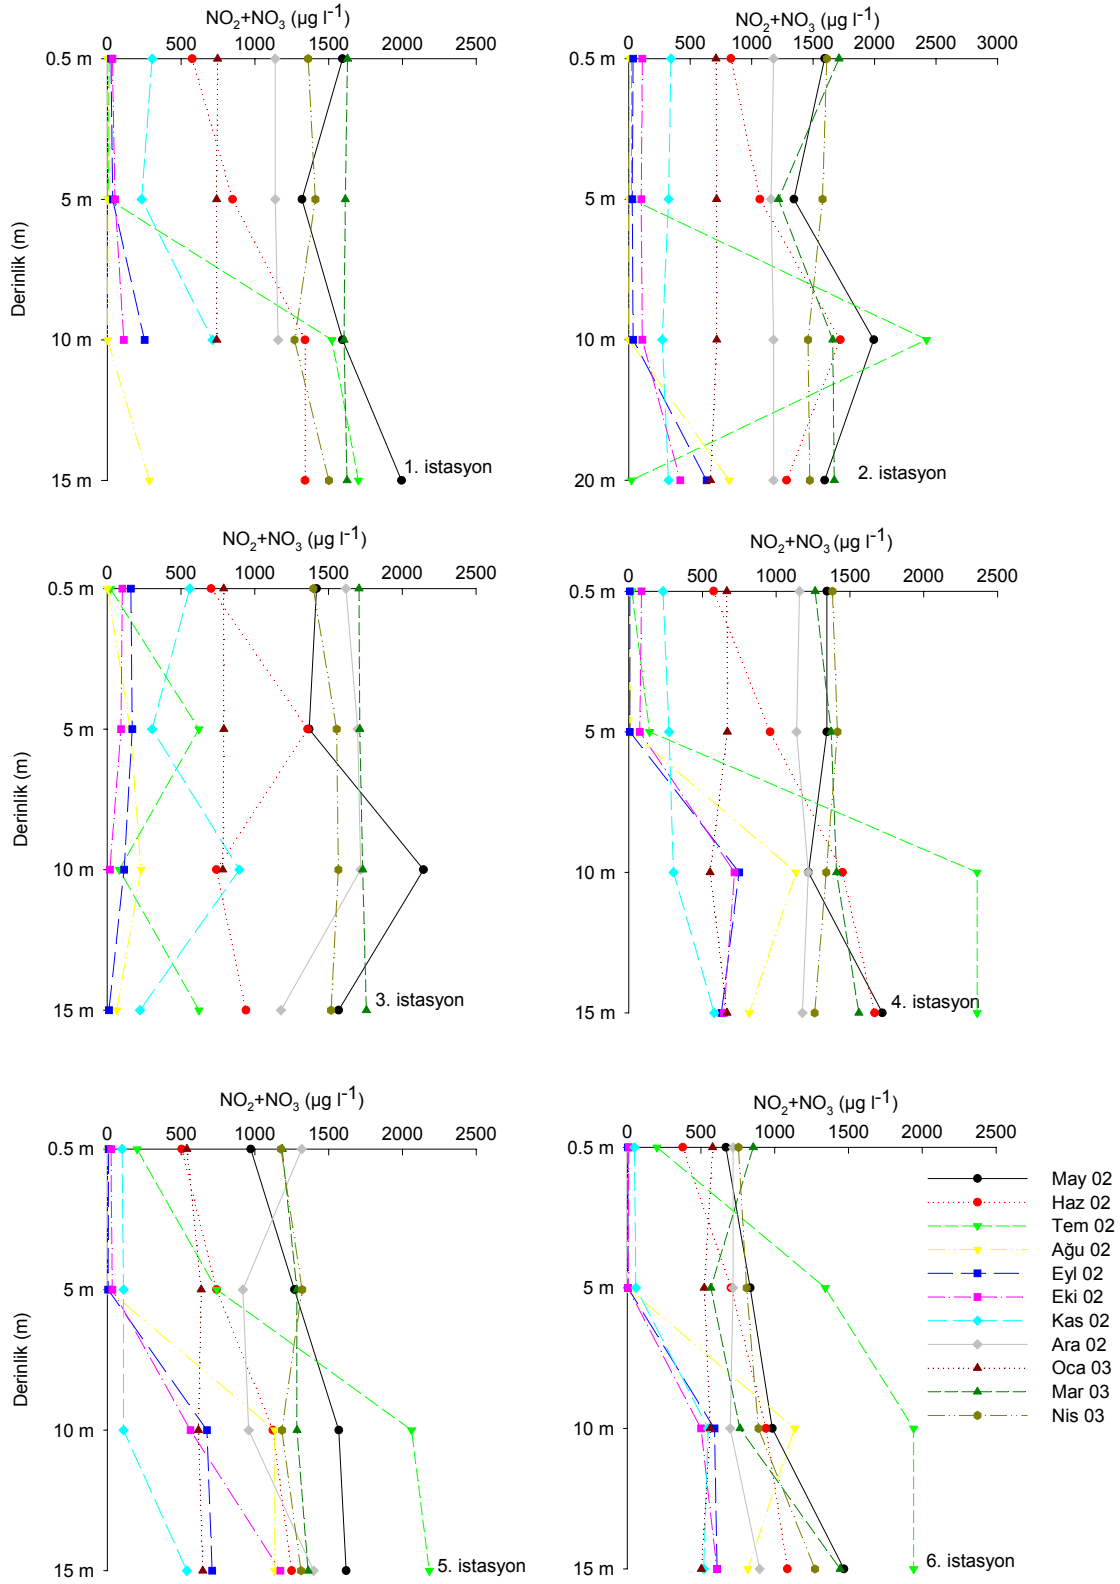 NO2+NO3 (µg l-1)
0 500 1000 1500 2000 2500
0.5 m
5 m
10 m
15 m
Derinlik (m)
1. istasyon
NO2+NO3 (µg l-1)
0 500 1000 1500 2000 2500 3000
0.5 m
5 m
10 m
20 m
2. istasyon
NO2+NO3 (µg l-1)
0 500 1000 1500 2000 2500
0.5 m
5 m
10 m
15 m
Derinlik (m)
3. istasyon
NO2+NO3 (µg l-1)
0 500 1000 1500 2000 2500
0.5 m
5 m
10 m
15 m
4. istasyon
NO2+NO3 (µg l-1)
0 500 1000 1500 2000 2500
0.5 m
5 m
10 m
15 m
Derinlik (m)
5. istasyon
NO2+NO3 (µg l-1)
0 500 1000 1500 2000 2500
0.5 m
5 m
10 m
15 m
6. istasyon
May 02
Haz 02
Tem 02
Ağu 02
Eyl 02
Eki 02
Kas 02
Ara 02
Oca 03
Mar 03
Nis 03